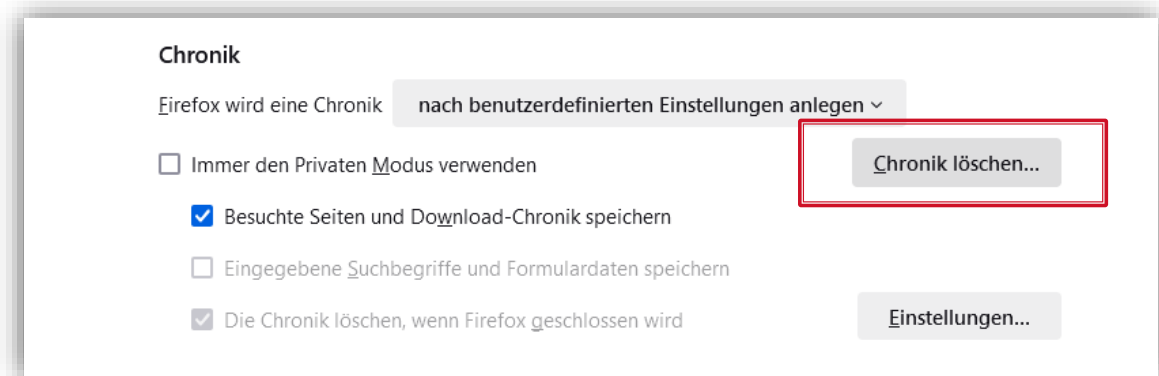 Chronik
Firefox wird eine Chronik nach benutzerdefinierten Einstellungen anlegen
Immer den Privaten Modus verwenden Chronik löschen...
Besuchte Seiten und Download-Chronik speichern
Eingegebene Suchbegriffe und Formulardaten speichern
Die Chronik löschen, wenn Firefox geschlossen wird Einstellungen...